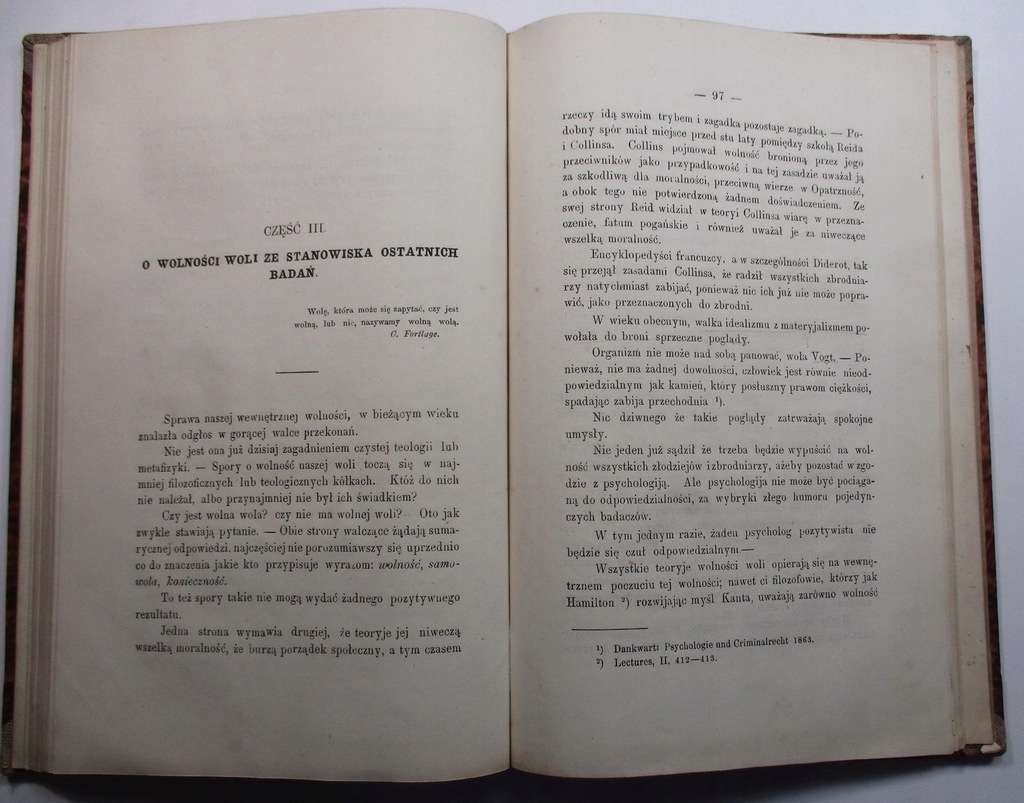 CZĘŚĆ III.
O WOLNOŚCI WOLI ZE STANOWISKA OSTATNICH
BADAŃ.
Wolę, która może się zapytać, czy jest
wolną, lub nie, nazywamy wolną wolą.
C. Fortlage.
Sprawa naszej wewnętrznej wolności, w bieżącym wieku
znalazła odgłos w gorącej walce przekonań.
Nie jest ona już dzisiaj zagadnieniem czystej teologii lub
metafizyki. — Spory o wolność naszej woli toczą się w naj-
mniej filozoficznych lub teologicznych kółkach. Któż do nich
nie należał, albo przynajmniej nie był ich świadkiem?
Czy jest wolna wola? czy nie ma wolnej woli? — Oto jak
zwykle stawiają pytanie. — Obie strony walczące żądają suma-
rycznej odpowiedzi, najczęściej nie porozumiawszy się uprzednio
co do znaczenia jakie kto przypisuje wyrazom: wolność, samo-
wola, konieczność.
To też spory takie nie mogą wydać żadnego pozytywnego
rezultatu.
Jedna strona wymawia drugiej, że teoryje jej niweczą
wszelką moralność, że burzą porządek społeczny, a tym czasem
— 97 —
rzeczy idą swoim trybem i zagadka pozostaje zagadką. — Po-
dobny spór miał miejsce przed stu laty pomiędzy szkołą Reida
i Collinsa. Collins pojmował wolność bronioną przez jego
przeciwników jako przypadkowość i na tej zasadzie uważał ją
za szkodliwą dla moralności, przeciwną wierze w Opatrzność,
a obok tego nie potwierdzoną żadnem doświadczeniem. Ze
swej strony Reid widział w teoryi Collinsa wiarę w przezna-
czenie, fatum pogańskie i również uważał je za niweczące
wszelką moralność.
Encyklopedyści francuzcy, a w szczególności Diderot, tak
się przejął zasadami Collinsa, że radził wszystkich zbrodnia-
rzy natychmiast zabijać, ponieważ nic ich już nie może popra-
wić, jako przeznaczonych do zbrodni.
W wieku obecnym, walka idealizmu z materyjalizmem po-
wołała do broni sprzeczne poglądy.
Organizm nie może nad sobą panować, woła Vogt. — Po-
nieważ, nie ma żadnej dowolności, człowiek jest równie nieod-
powiedzialnym jak kamień, który posłuszny prawom ciężkości,
spadając zabija przechodnia ¹).
Nic dziwnego że takie poglądy zatrważają spokojne
umysły.
Nie jeden już sądził że trzeba będzie wypuścić na wol-
ność wszystkich złodziejów i zbrodniarzy, ażeby pozostać w zgo-
dzie z psychologiją. Ale psychologija nie może być pociąga-
ną do odpowiedzialności, za wybryki złego humoru pojedyn-
czych badaczów.
W tym jednym razie, żaden psycholog pozytywista nie
będzie się czuł odpowiedzialnym.—
Wszystkie teoryje wolności woli opierają się na wewnę-
trznem poczuciu tej wolności; nawet ci filozofowie, którzy jak
Hamilton ²) rozwijając myśl Kanta, uważają zarówno wolność
¹) Dankwart: Psychologie und Criminalrecht 1863.
²) Lectures, II. 412—413.